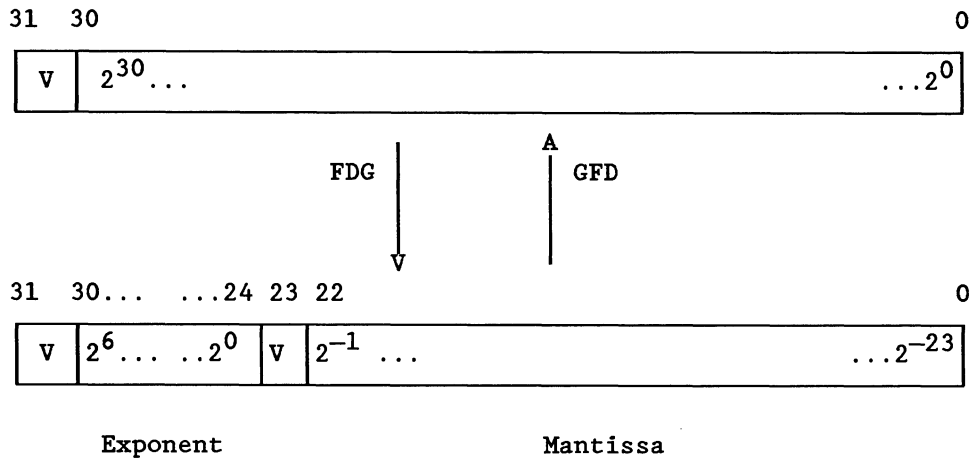 31 30 0
V 2^30... ...2^0
A
FDG GFD
V
31 30... ...24 23 22 0
V 2^6... ..2^0 V 2^-1 ... ...2^-23
Exponent Mantissa